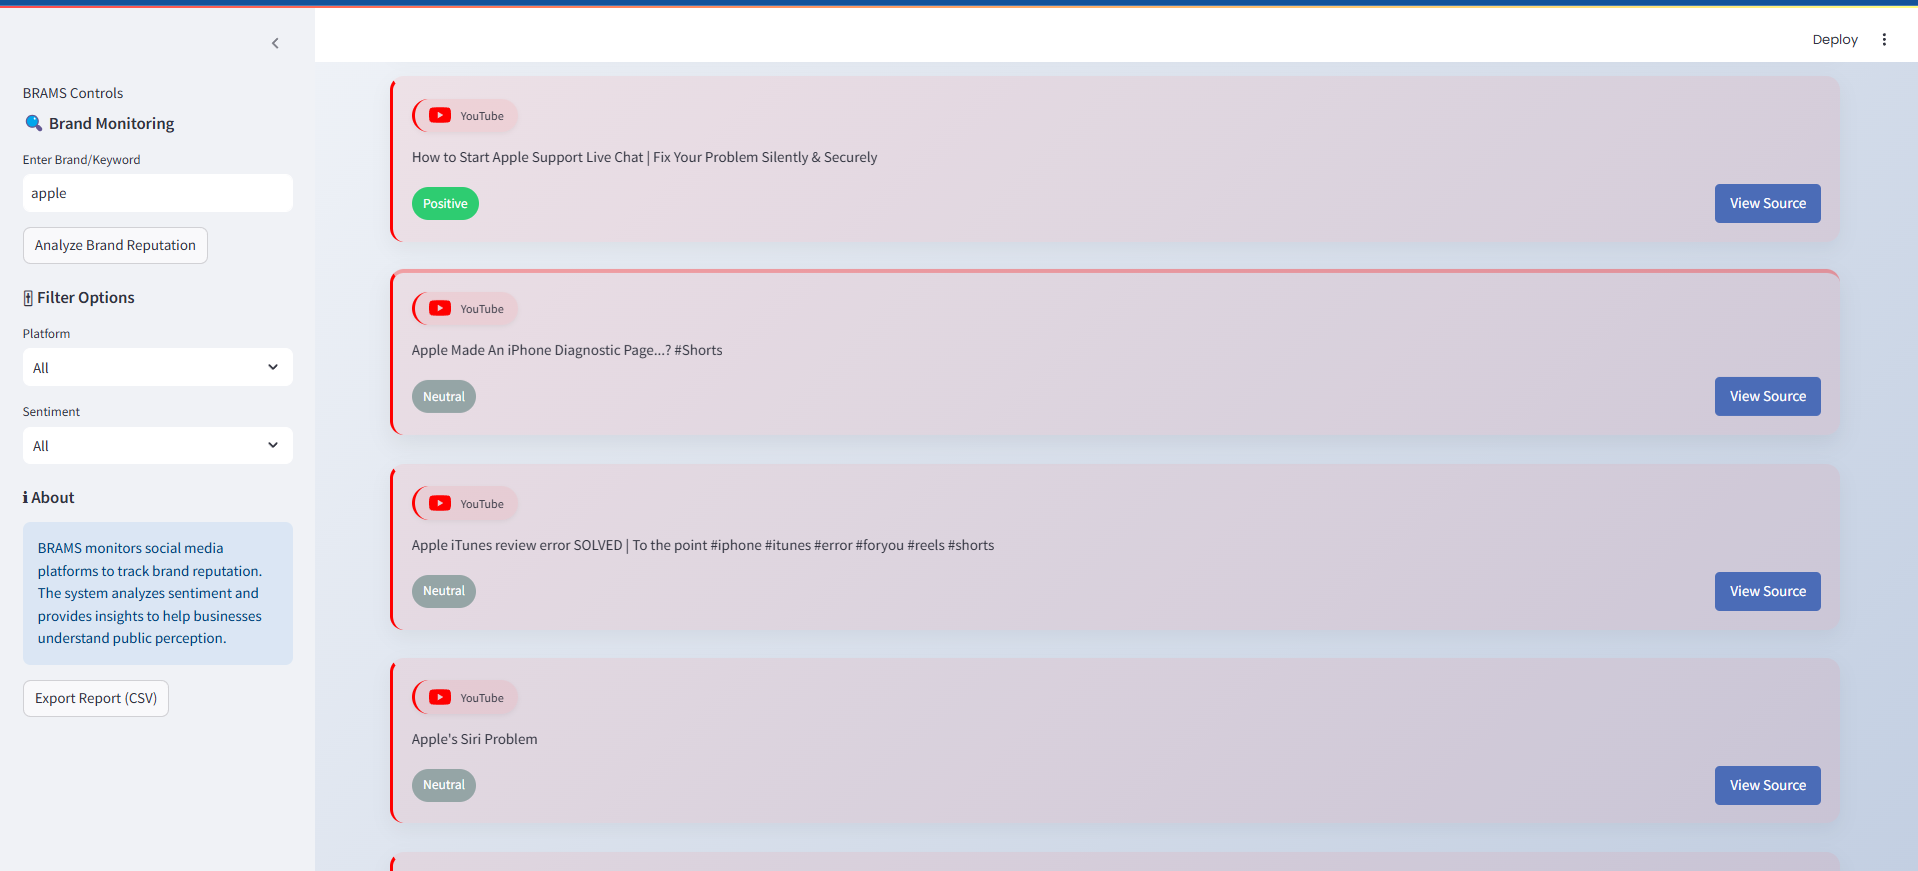 Deploy
BRAMS Controls
Brand Monitoring
Enter Brand/Keyword
apple
Analyze Brand Reputation
Filter Options
Platform
All
Sentiment
All
About
BRAMS monitors social media
platforms to track brand reputation.
The system analyzes sentiment and
provides insights to help businesses
understand public perception.
Export Report (CSV)
YouTube
How to Start Apple Support Live Chat | Fix Your Problem Silently & Securely
Positive
View Source
YouTube
Apple Made An iPhone Diagnostic Page...? #Shorts
Neutral
View Source
YouTube
Apple iTunes review error SOLVED | To the point #iphone #itunes #error #foryou #reels #shorts
Neutral
View Source
YouTube
Apple's Siri Problem
Neutral
View Source